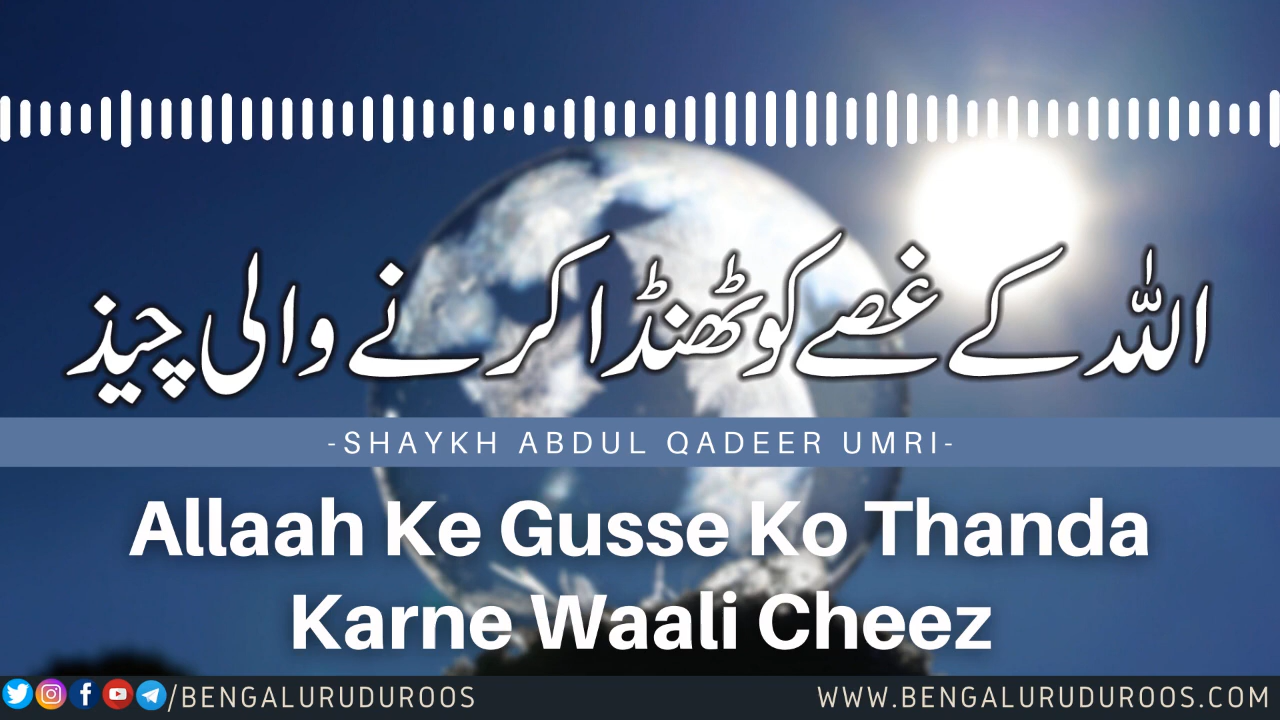 اللہ کے غصے کو ٹھنڈا کرنے والی چیذ
-SHAYKH ABDUL QADEER UMRI-
Allaah Ke Gusse Ko Thanda
Karne Waali Cheez
/BENGALURUDUROOS
WWW.BENGALURUDUROOS.COM